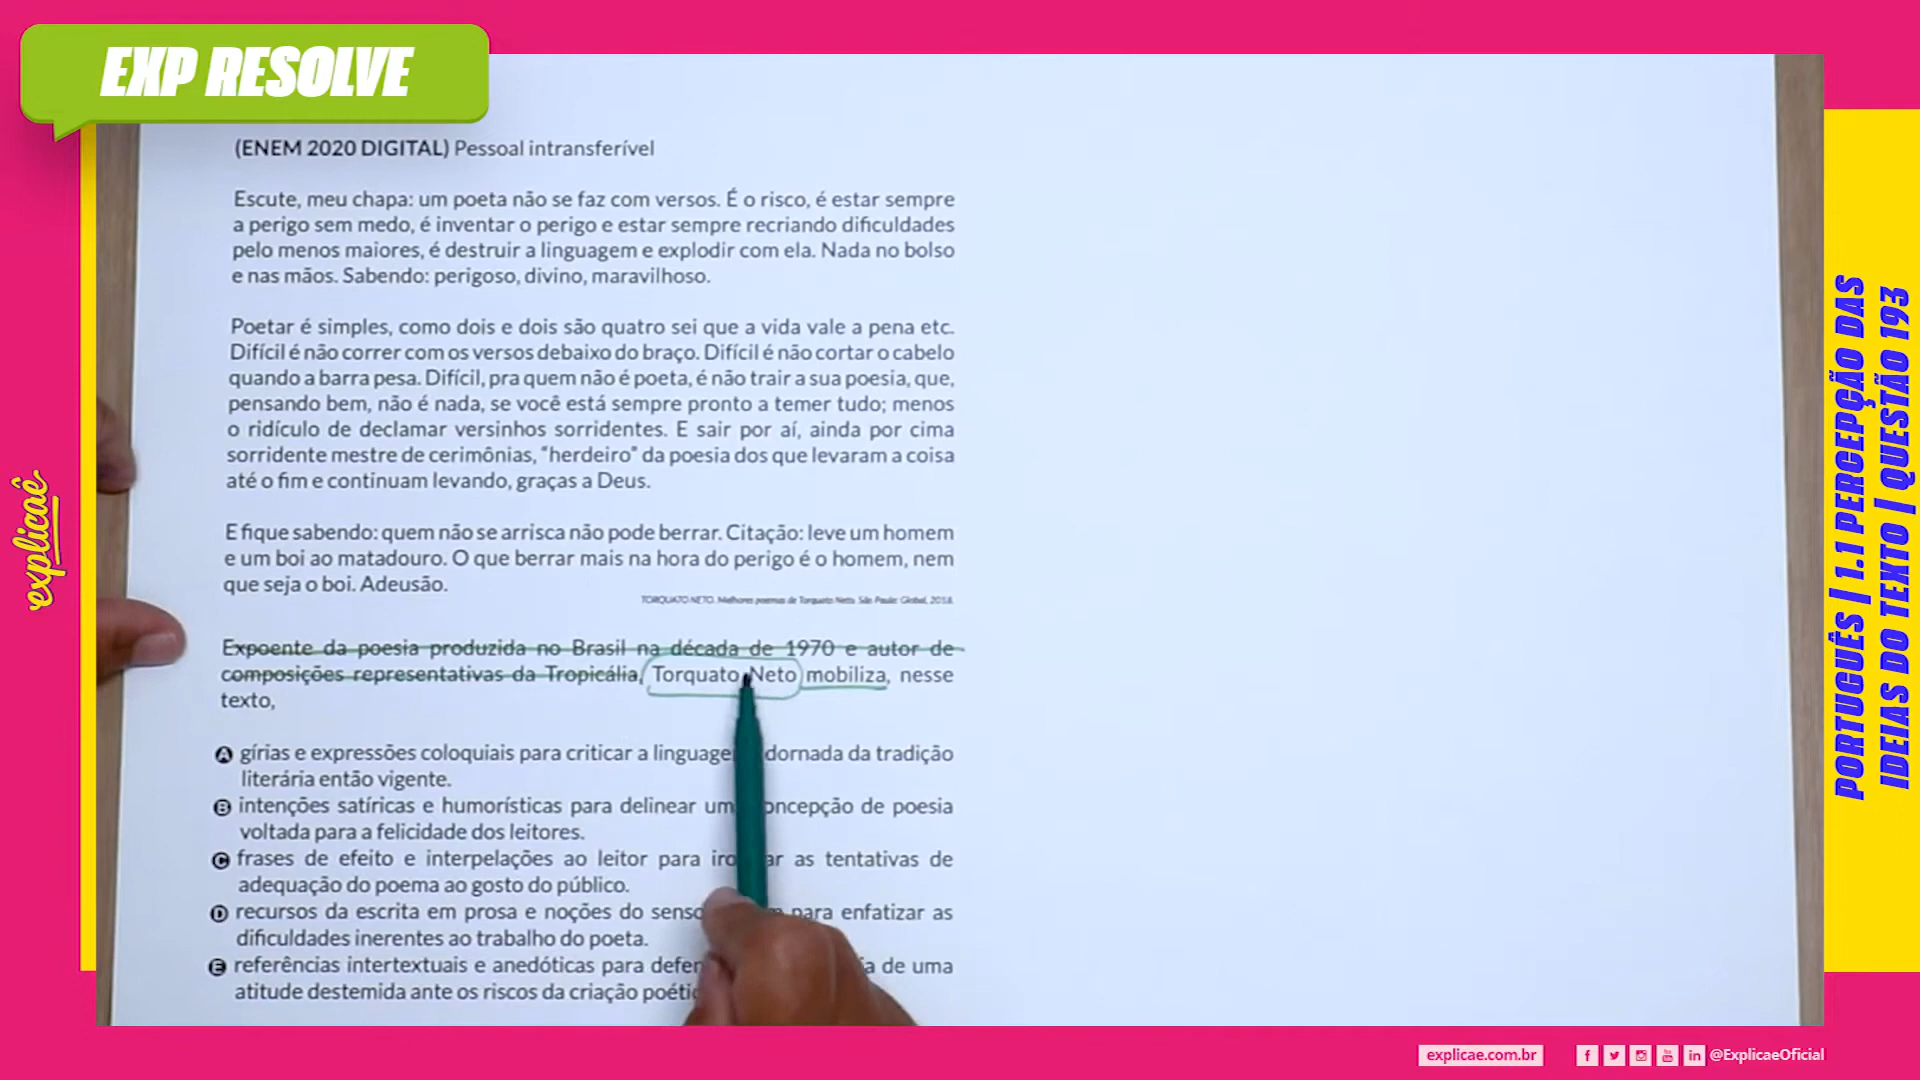 EXP RESOLVE
(ENEM 2020 DIGITAL) Pessoal intransferível
Escute, meu chapa: um poeta não se faz com versos. É o risco, é estar sempre
a perigo sem medo, é inventar o perigo e estar sempre recriando dificuldades
pelo menos maiores, é destruir a linguagem e explodir com ela. Nada no bolso
e nas mãos. Sabendo: perigoso, divino, maravilhoso.
Poetar é simples, como dois e dois são quatro sei que a vida vale a pena etc.
Difícil é não correr com os versos debaixo do braço. Difícil é não cortar o cabelo
quando a barra pesa. Difícil, pra quem não é poeta, é não trair a sua poesia, que,
pensando bem, não é nada, se você está sempre pronto a temer tudo; menos
o ridículo de declamar versinhos sorridentes. E sair por aí, ainda por cima
sorridente mestre de cerimônias, “herdeiro” da poesia dos que levaram a coisa
até o fim e continuam levando, graças a Deus.
E fique sabendo: quem não se arrisca não pode berrar. Citação: leve um homem
e um boi ao matadouro. O que berrar mais na hora do perigo é o homem, nem
que seja o boi. Adeusão.
TORQUATO NETO. Melhores poemas de Torquato Neto. São Paulo: Global, 2018.
Expoente da poesia produzida no Brasil na década de 1970 e autor de
composições representativas da Tropicália, Torquato Neto mobiliza, nesse
texto,
A gírias e expressões coloquiais para criticar a dornada da tradição
literária então vigente.
B intenções satíricas e humorísticas para delinear oncepção de poesia
voltada para a felicidade dos leitores.
C frases de efeito e interpelações ao leitor para as tentativas de
adequação do poema ao gosto do público.
D recursos da escrita em prosa e noções do para enfatizar as
dificuldades inerentes ao trabalho do poeta.
E referências intertextuais e anedóticas para de uma
atitude destemida ante os riscos da criação
explicaê
PORTUGUÊS | 1.1 PERCEPÇÃO DAS
IDEIAS DO TEXTO | QUESTÃO 193
explicae.com.br
@ExplicaeOficial